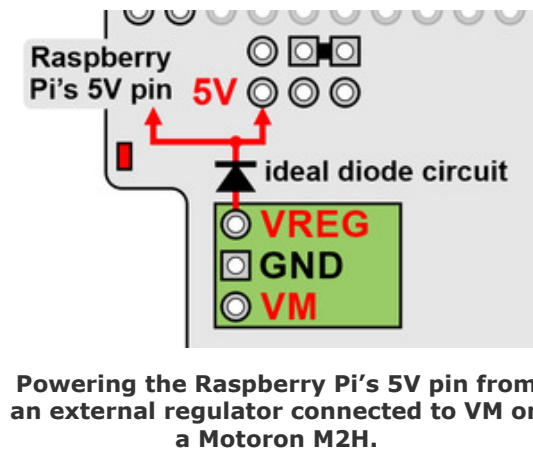 Raspberry
Pi's 5V pin
5V
ideal diode circuit
VREG
GND
VM
Powering the Raspberry Pi's 5V pin from
an external regulator connected to VM on
a Motoron M2H.